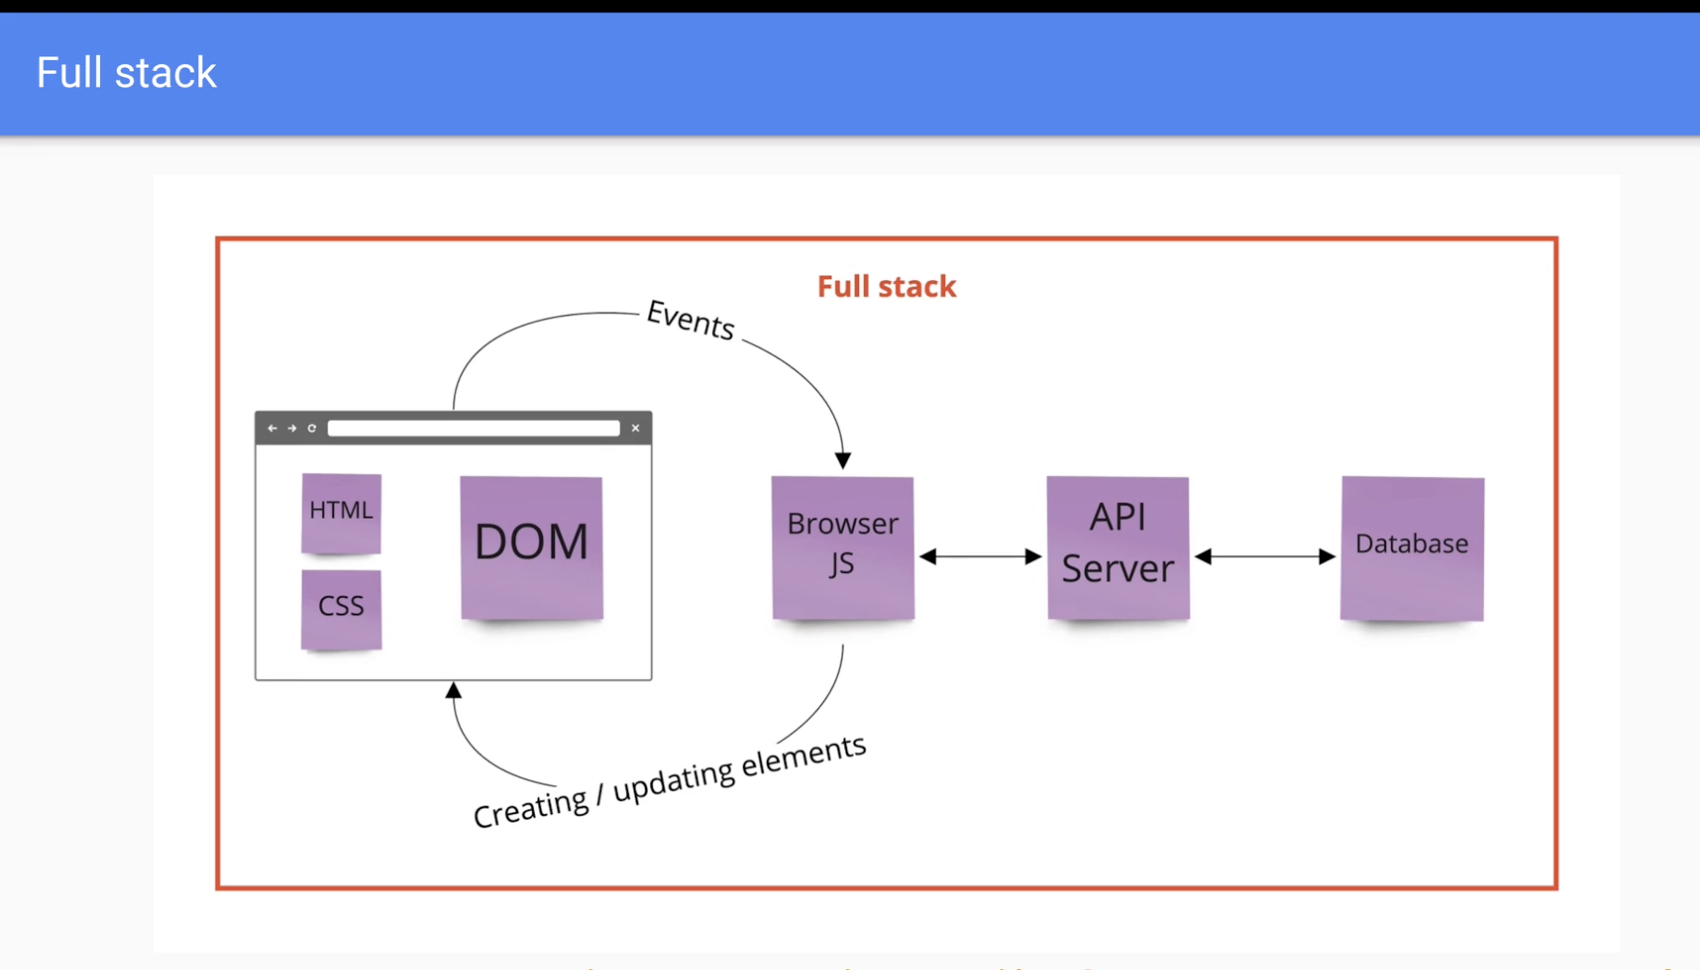 Full stack
Full stack
Events
HTML
CSS
DOM
Browser
JS
API
Server
Database
Creating / updating elements